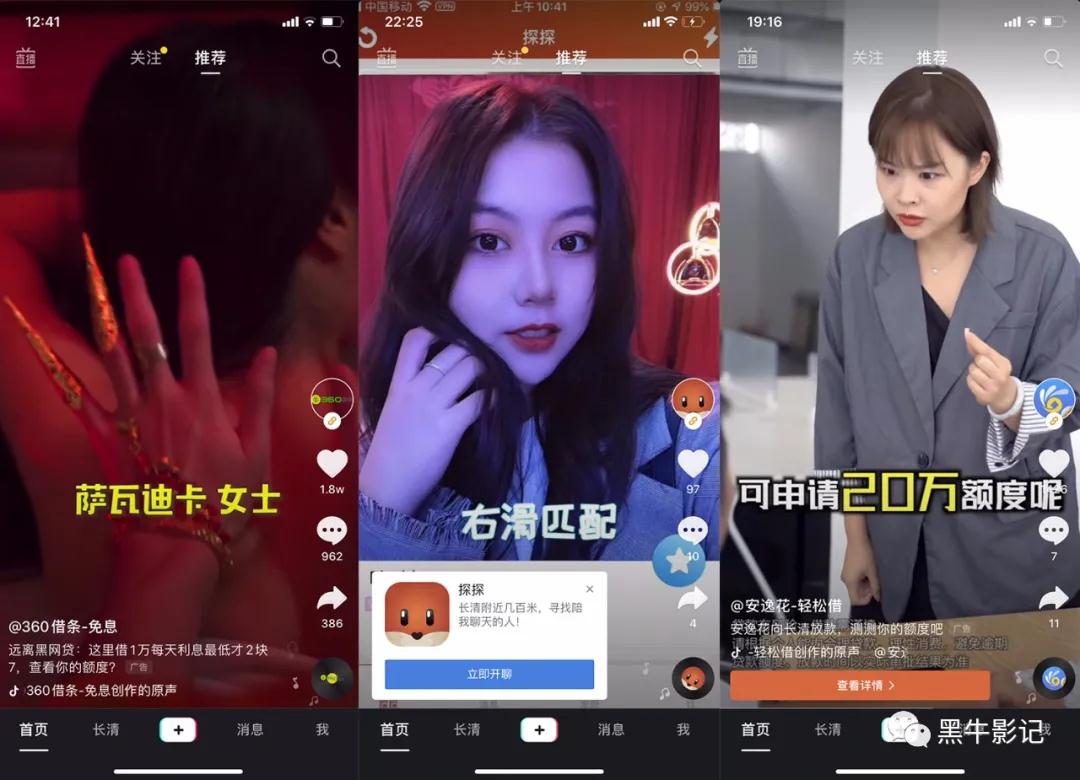 12:41
直播
关注
推荐
萨瓦迪卡 女士
1.8w
962
386
@360借条-免息
远离黑网贷：这里借1万每天利息最低才2块
7，查看你的额度？ 广告
360借条-免息创作的原声
首页
长清
消息
我
中国移动
VPN
上午10:41
99%
22:25
探探
直播
关注
推荐
右滑匹配
97
10
4
探探
长清附近几百米，寻找陪
我聊天的人！
立即开聊
首页
长清
消息
我
19:16
直播
关注
推荐
可申请20万额度呢
7
11
@安逸花-轻松借
安逸花向长清放款，测测你的额度吧 广告
-轻松借创作的原声 @安逸
查看详情
首页
长清
黑牛影记